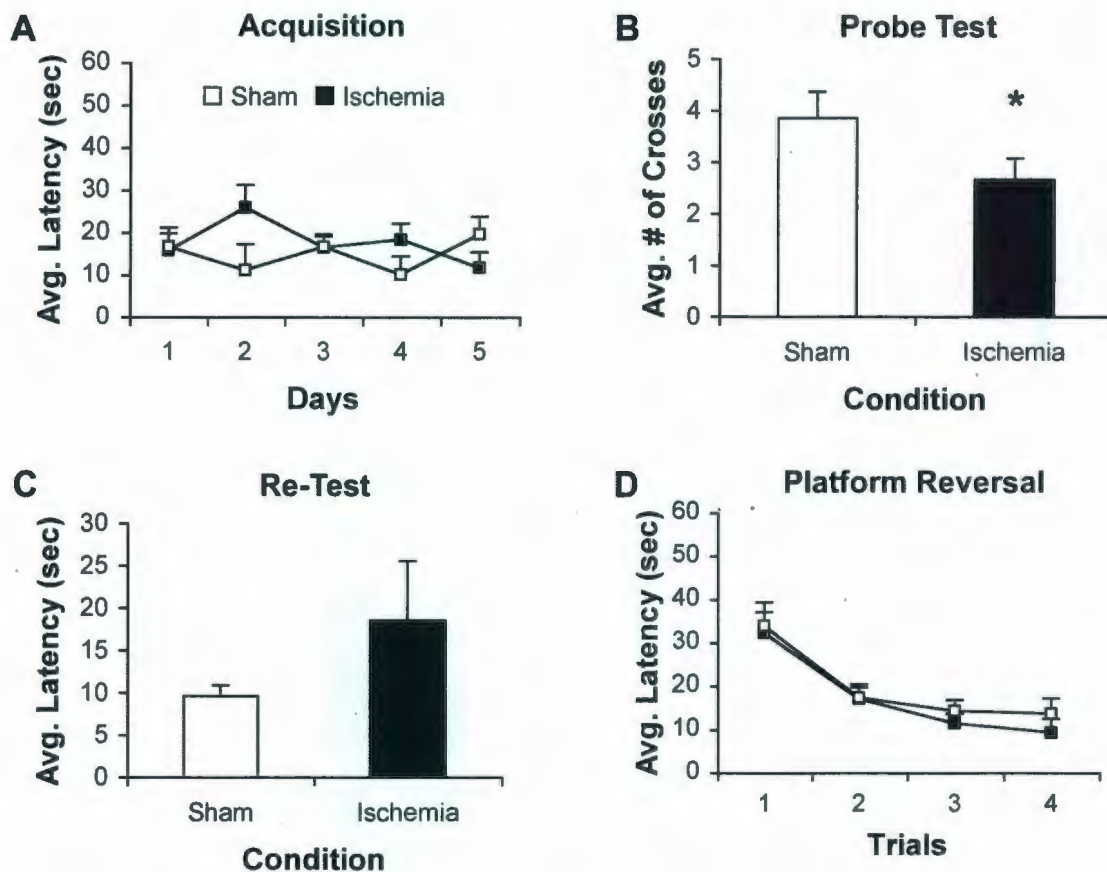 A
Acquisition
Avg. Latency (sec)
60
50
40
30
20
10
0
Sham
Ischemia
1 2 3 4 5
Days
B
Probe Test
Avg. # of Crosses
5
4
3
2
1
0
*
Sham Ischemia
Condition
C
Re-Test
Avg. Latency (sec)
30
25
20
15
10
5
0
Sham Ischemia
Condition
D
Platform Reversal
Avg. Latency (sec)
60
50
40
30
20
10
0
1 2 3 4
Trials